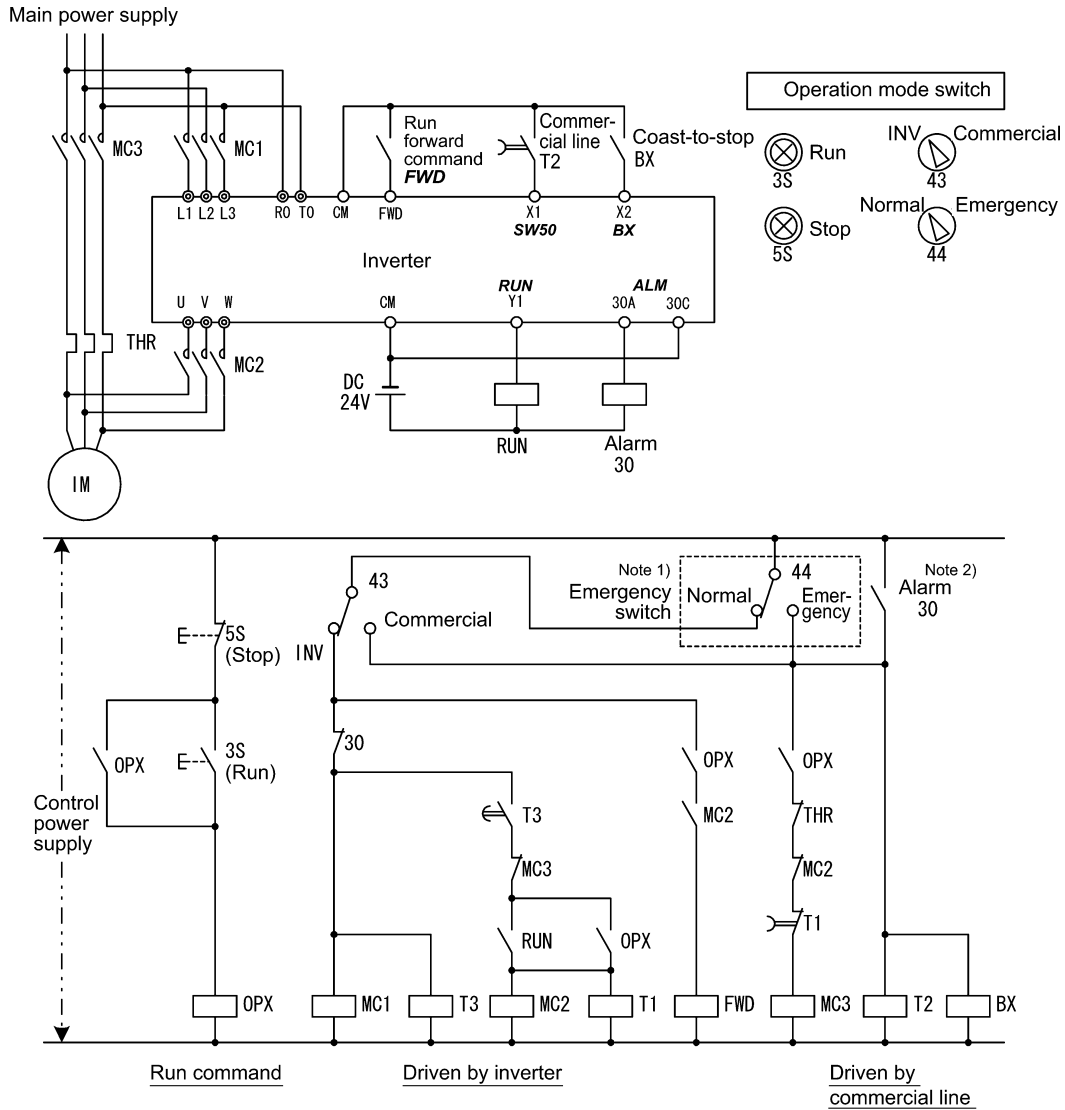 Main power supply
MC3
MC1
Run
forward
command
FWD
Commer-
cial line
T2
Coast-to-stop
BX
Operation mode switch
Run
3S
INV
Commercial
43
Stop
5S
Normal
Emergency
44
L1 L2 L3 R0 T0 CM FWD X1 X2
SW50 BX
Inverter
RUN ALM
U V W CM Y1 30A 30C
THR
MC2
DC
24V
RUN
Alarm
30
IM
Note 1)
Emergency
switch
Normal
44
Emer-
gency
Note 2)
Alarm
30
43
Commercial
INV
5S
(Stop)
OPX
3S
(Run)
30
OPX
OPX
Control
power
supply
T3
MC2
THR
MC3
MC2
RUN
OPX
T1
OPX MC1 T3 MC2 T1 FWD MC3 T2 BX
Run command
Driven by inverter
Driven by
commercial line